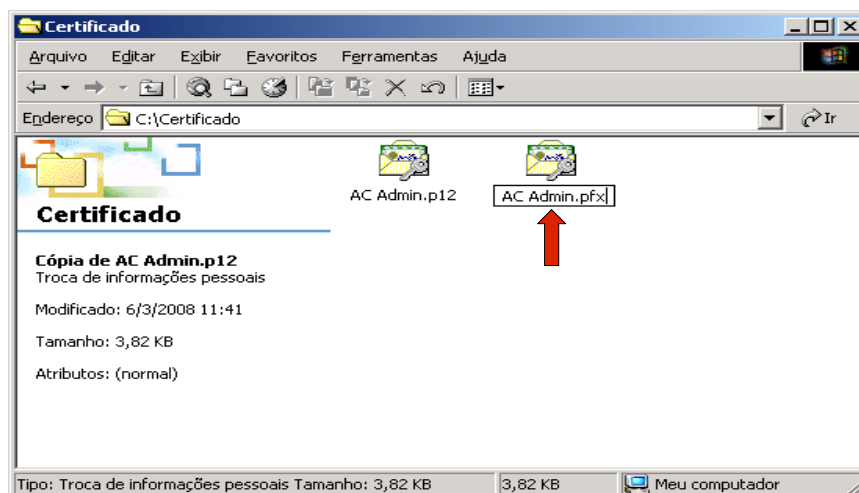 Certificado
Arquivo Editar Exibir Favoritos Ferramentas Ajuda
Endereço C:\Certificado Ir
AC Admin.p12 AC Admin.pfx
Certificado
Cópia de AC Admin.p12
Troca de informações pessoais
Modificado: 6/3/2008 11:41
Tamanho: 3,82 KB
Atributos: (normal)
Tipo: Troca de informações pessoais Tamanho: 3,82 KB 3,82 KB Meu computador